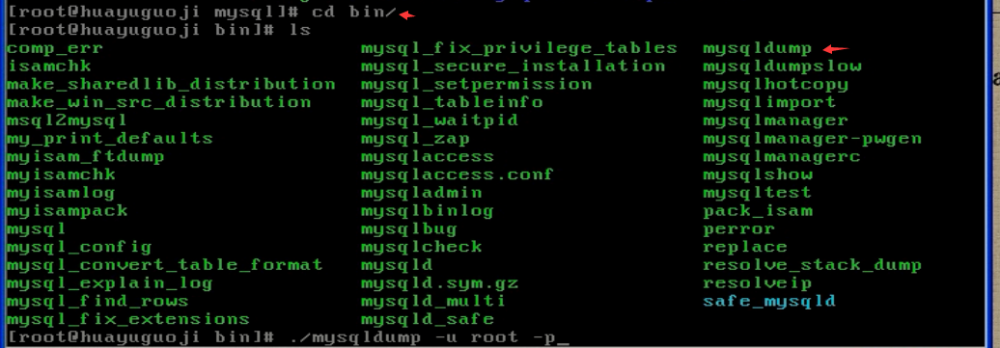 [root@huayuguoji mysql]# cd bin/
[root@huayuguoji bin]# ls
comp_err mysql_fix_privilege_tables mysqldump
isamchk mysql_secure_installation mysqldumpslow
make_sharedlib_distribution mysql_setpermission mysqlhotcopy
make_win_src_distribution mysql_tableinfo mysqlimport
msql2mysql mysql_waitpid mysqlmanager
my_print_defaults mysql_zap mysqlmanager-pwgen
myisam_ftdump mysqlaccess mysqlmanagerc
myisamchk mysqlaccess.conf mysqlshow
myisamlog mysqladmin mysqltest
myisampack mysqlbinlog pack_isam
mysql mysqlbug perror
mysql_config mysqlcheck replace
mysql_convert_table_format mysqld resolve_stack_dump
mysql_explain_log mysqld.sym.gz resolveip
mysql_find_rows mysqld_multi safe_mysqld
mysql_fix_extensions mysqld_safe
[root@huayuguoji bin]# ./mysqldump -u root -p_